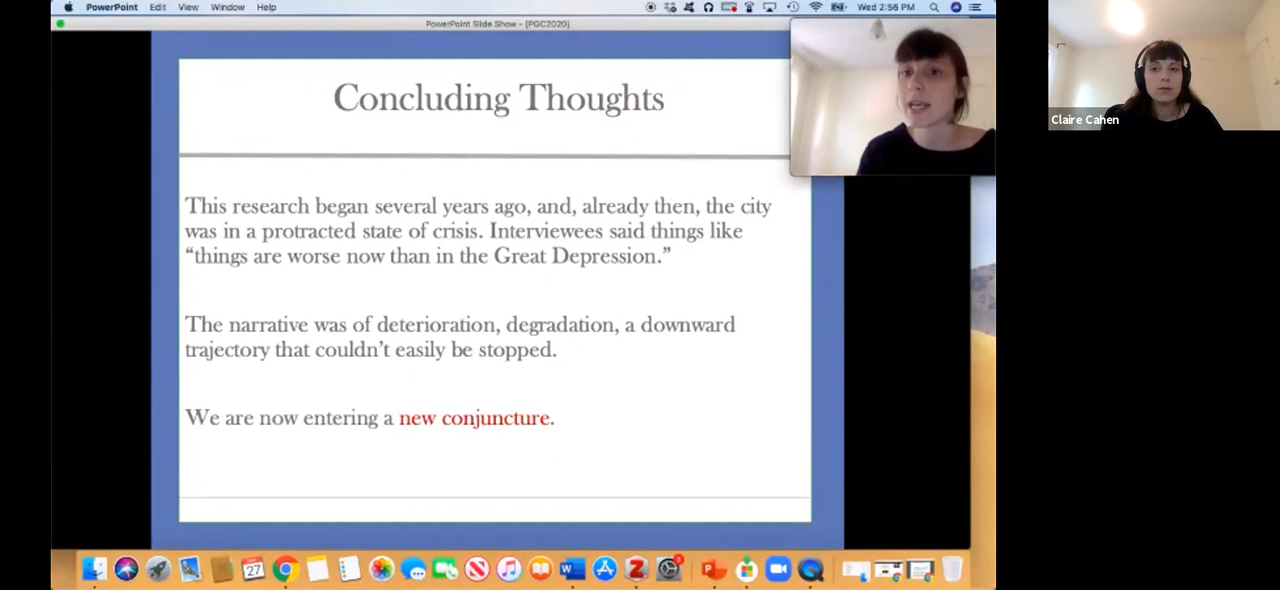 PowerPoint Edit View Window Help Wed 2:56 PM
PowerPoint Slide Show - [PGC2020]
Concluding Thoughts
Claire Cahen
This research began several years ago, and, already then, the city
was in a protracted state of crisis. Interviewees said things like
“things are worse now than in the Great Depression.”
The narrative was of deterioration, degradation, a downward
trajectory that couldn’t easily be stopped.
We are now entering a new conjuncture.
27